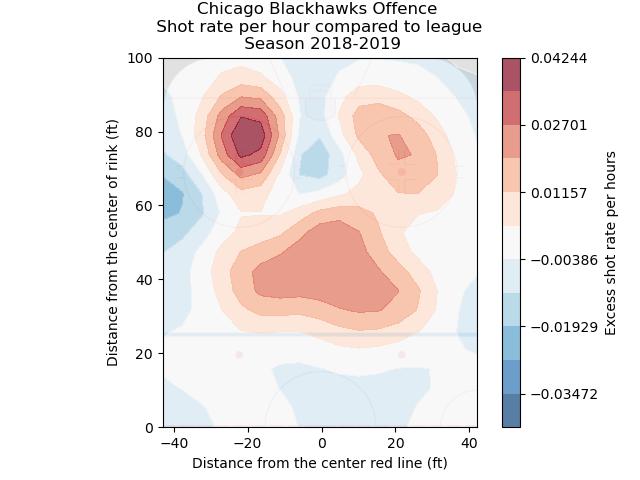 Chicago Blackhawks Offence
Shot rate per hour compared to league
Season 2018-2019
100
80
60
40
20
0
Distance from the center of rink (ft)
−40
−20
0
20
40
Distance from the center red line (ft)
0.04244
0.02701
0.01157
−0.00386
−0.01929
−0.03472
Excess shot rate per hours